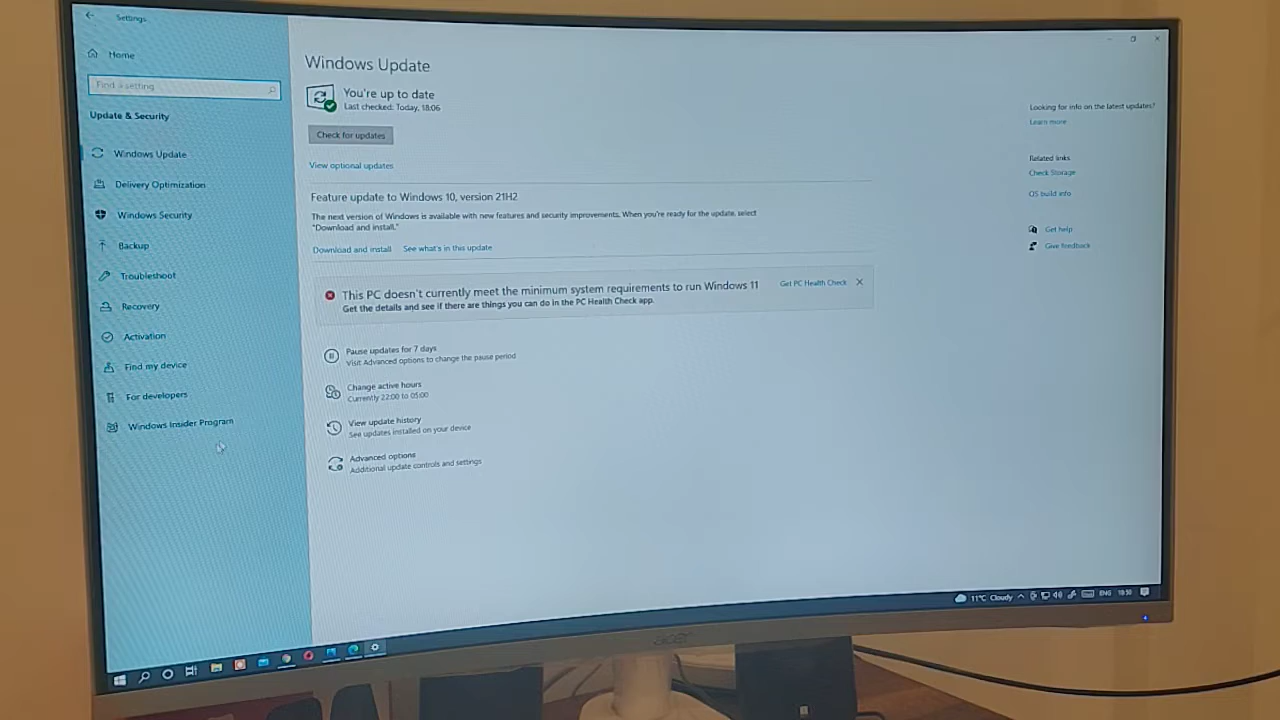 Settings
Home
Find a setting
Update & Security
Windows Update
Delivery Optimization
Windows Security
Backup
Troubleshoot
Recovery
Activation
Find my device
For developers
Windows Insider Program
Windows Update
You're up to date
Last checked: Today, 18:06
Check for updates
View optional updates
Feature update to Windows 10, version 21H2
The next version of Windows is available with new features and security improvements. When you're ready for the update, select
"Download and install."
Download and install See what's in this update
This PC doesn't currently meet the minimum system requirements to run Windows 11
Get the details and see if there are things you can do in the PC Health Check app.
Get PC Health Check
Pause updates for 7 days
Visit Advanced options to change the pause period
Change active hours
Currently 22:00 to 05:00
View update history
See updates installed on your device
Advanced options
Additional update controls and settings
Looking for info on the latest updates?
Learn more
Related links
Check Storage
OS build info
Get help
Give feedback
11°C Cloudy ENG 18:50
acer